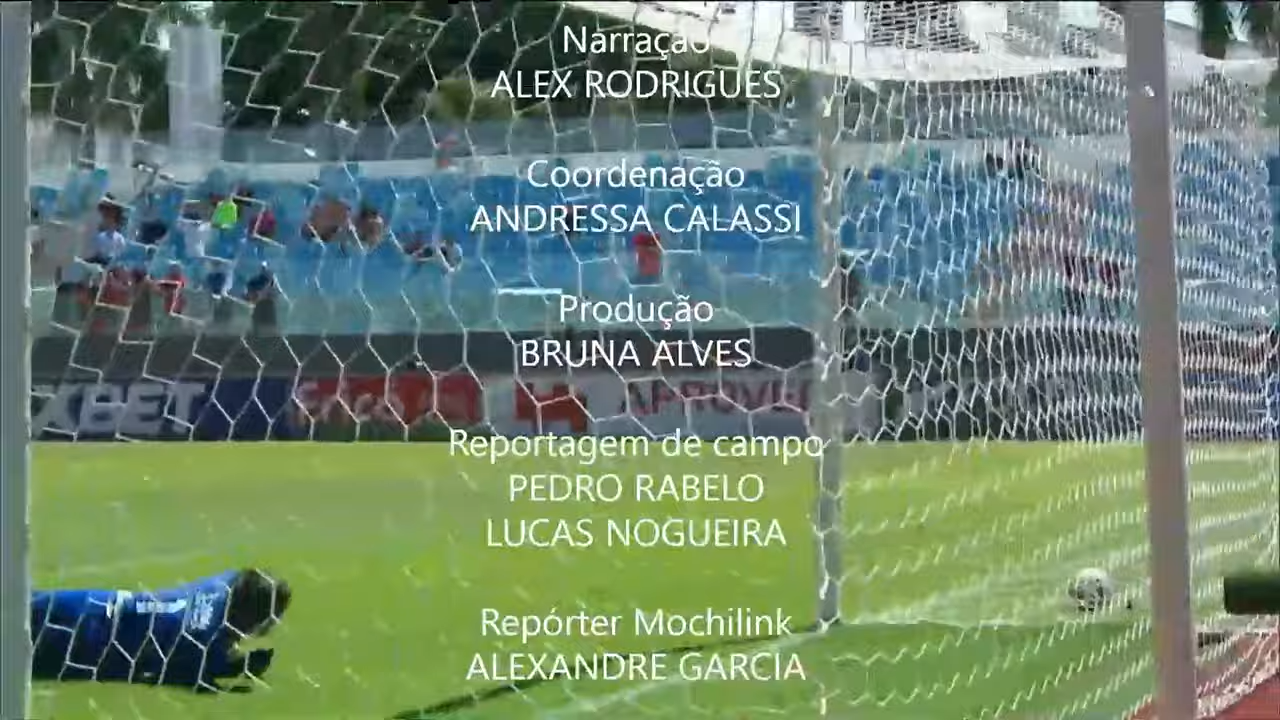 Narração
ALEX RODRIGUES
Coordenação
ANDRESSA CALASSI
Produção
BRUNA ALVES
Reportagem de campo
PEDRO RABELO
LUCAS NOGUEIRA
Repórter Mochilink
ALEXANDRE GARCIA
XBET